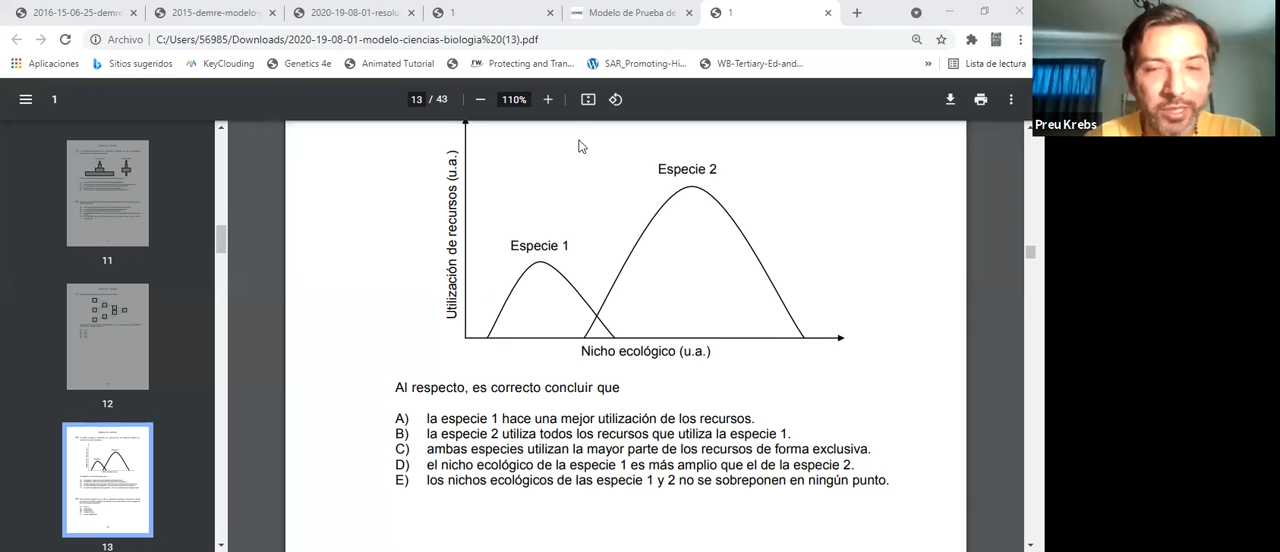 2016-15-06-25-demre
2015-demre-modelo-
2020-19-08-01-resolu
1
Modelo de Prueba de
1
Archivo
C:/Users/56985/Downloads/2020-19-08-01-modelo-ciencias-biologia%20(13).pdf
Aplicaciones
Bb Sitios sugeridos
KeyClouding
Genetics 4e II
Animated Tutorial
Protecting and Tran...
SAR_Promoting-Hi...
WB-Tertiary-Ed-and...
»
Lista de lectura
1
13 / 43
110%
Preu Krebs
11
12
13
Utilización de recursos (u.a.)
Especie 2
Especie 1
Nicho ecológico (u.a.)
Al respecto, es correcto concluir que
A) la especie 1 hace una mejor utilización de los recursos.
B) la especie 2 utiliza todos los recursos que utiliza la especie 1.
C) ambas especies utilizan la mayor parte de los recursos de forma exclusiva.
D) el nicho ecológico de la especie 1 es más amplio que el de la especie 2.
E) los nichos ecológicos de las especie 1 y 2 no se sobreponen en ningún punto.